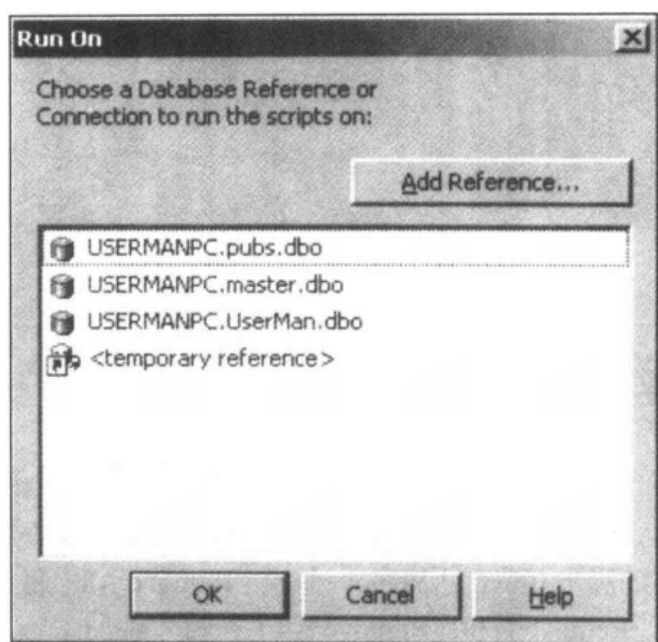 Run On
Choose a Database Reference or
Connection to run the scripts on:
Add Reference...
USERMANPC.pubs.dbo
USERMANPC.master.dbo
USERMANPC.UserMan.dbo
<temporary reference>
OK
Cancel
Help